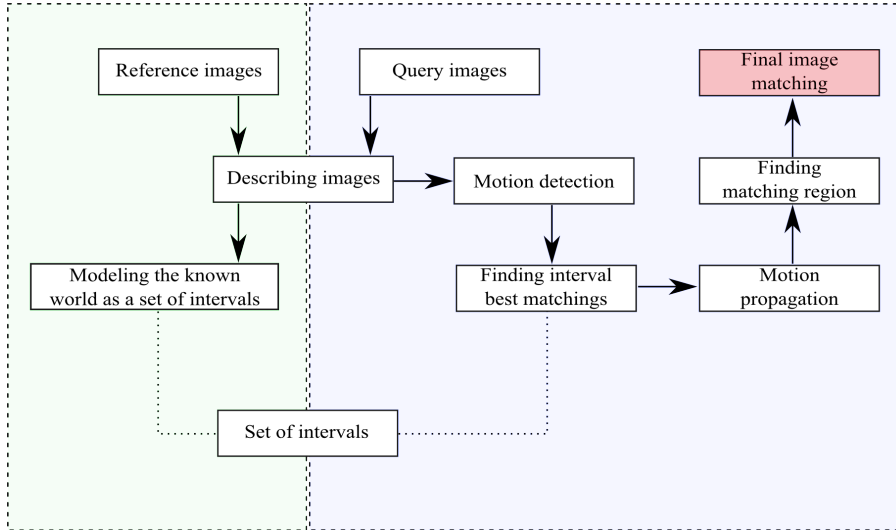 Reference images
Query images
Final image
matching
Describing images
Motion detection
Finding
matching region
Modeling the known
world as a set of intervals
Finding interval
best matchings
Motion
propagation
Set of intervals